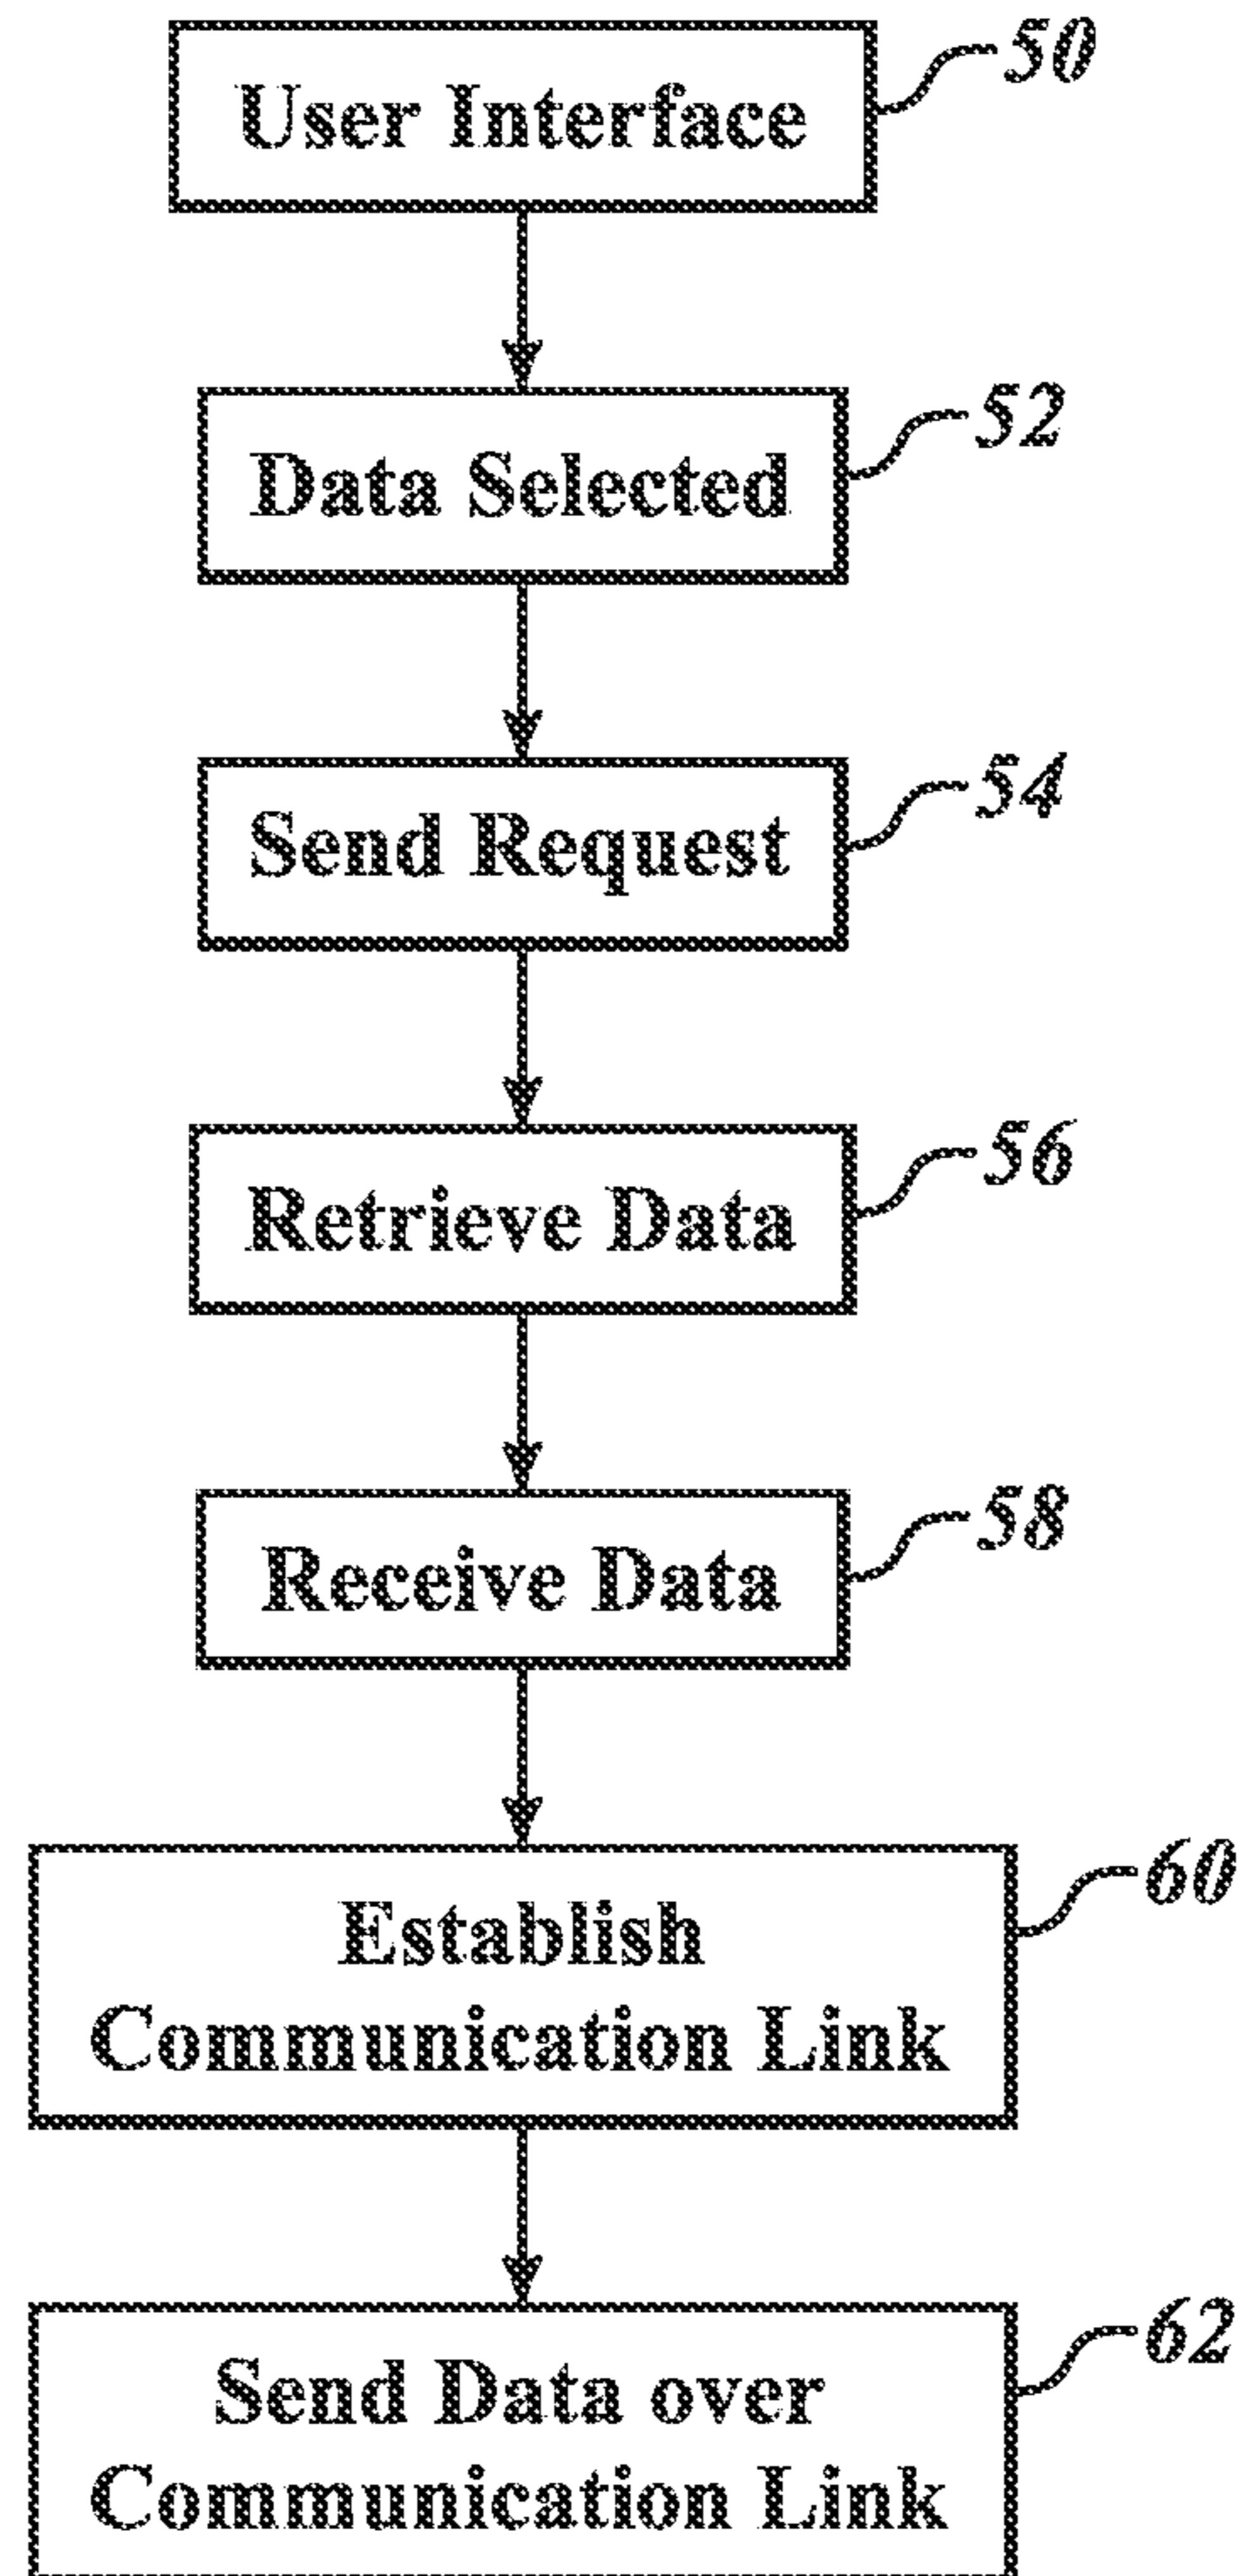 User Interface
50
Data Selected
52
Send Request
54
Retrieve Data
56
Receive Data
58
Establish
Communication Link
60
Send Data over
Communication Link
62